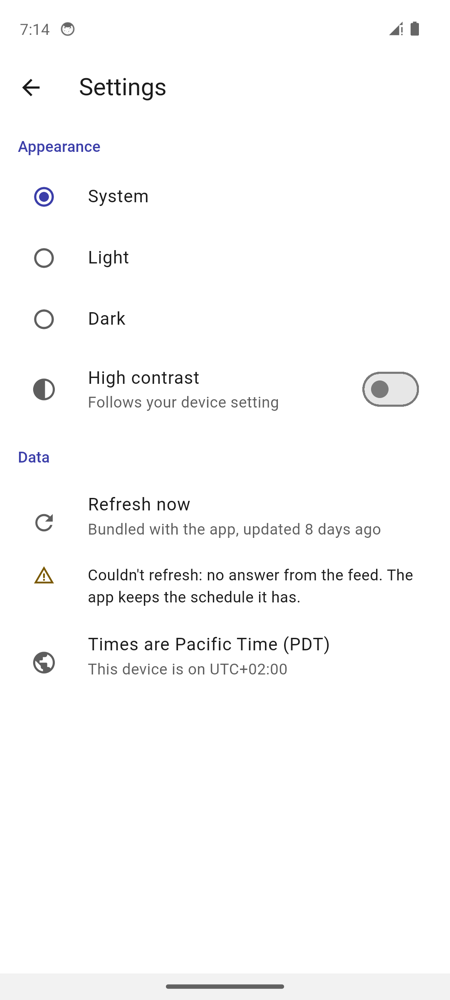 7:14
Settings
Appearance
System
Light
Dark
High contrast
Follows your device setting
Data
Refresh now
Bundled with the app, updated 8 days ago
Couldn't refresh: no answer from the feed. The
app keeps the schedule it has.
Times are Pacific Time (PDT)
This device is on UTC+02:00